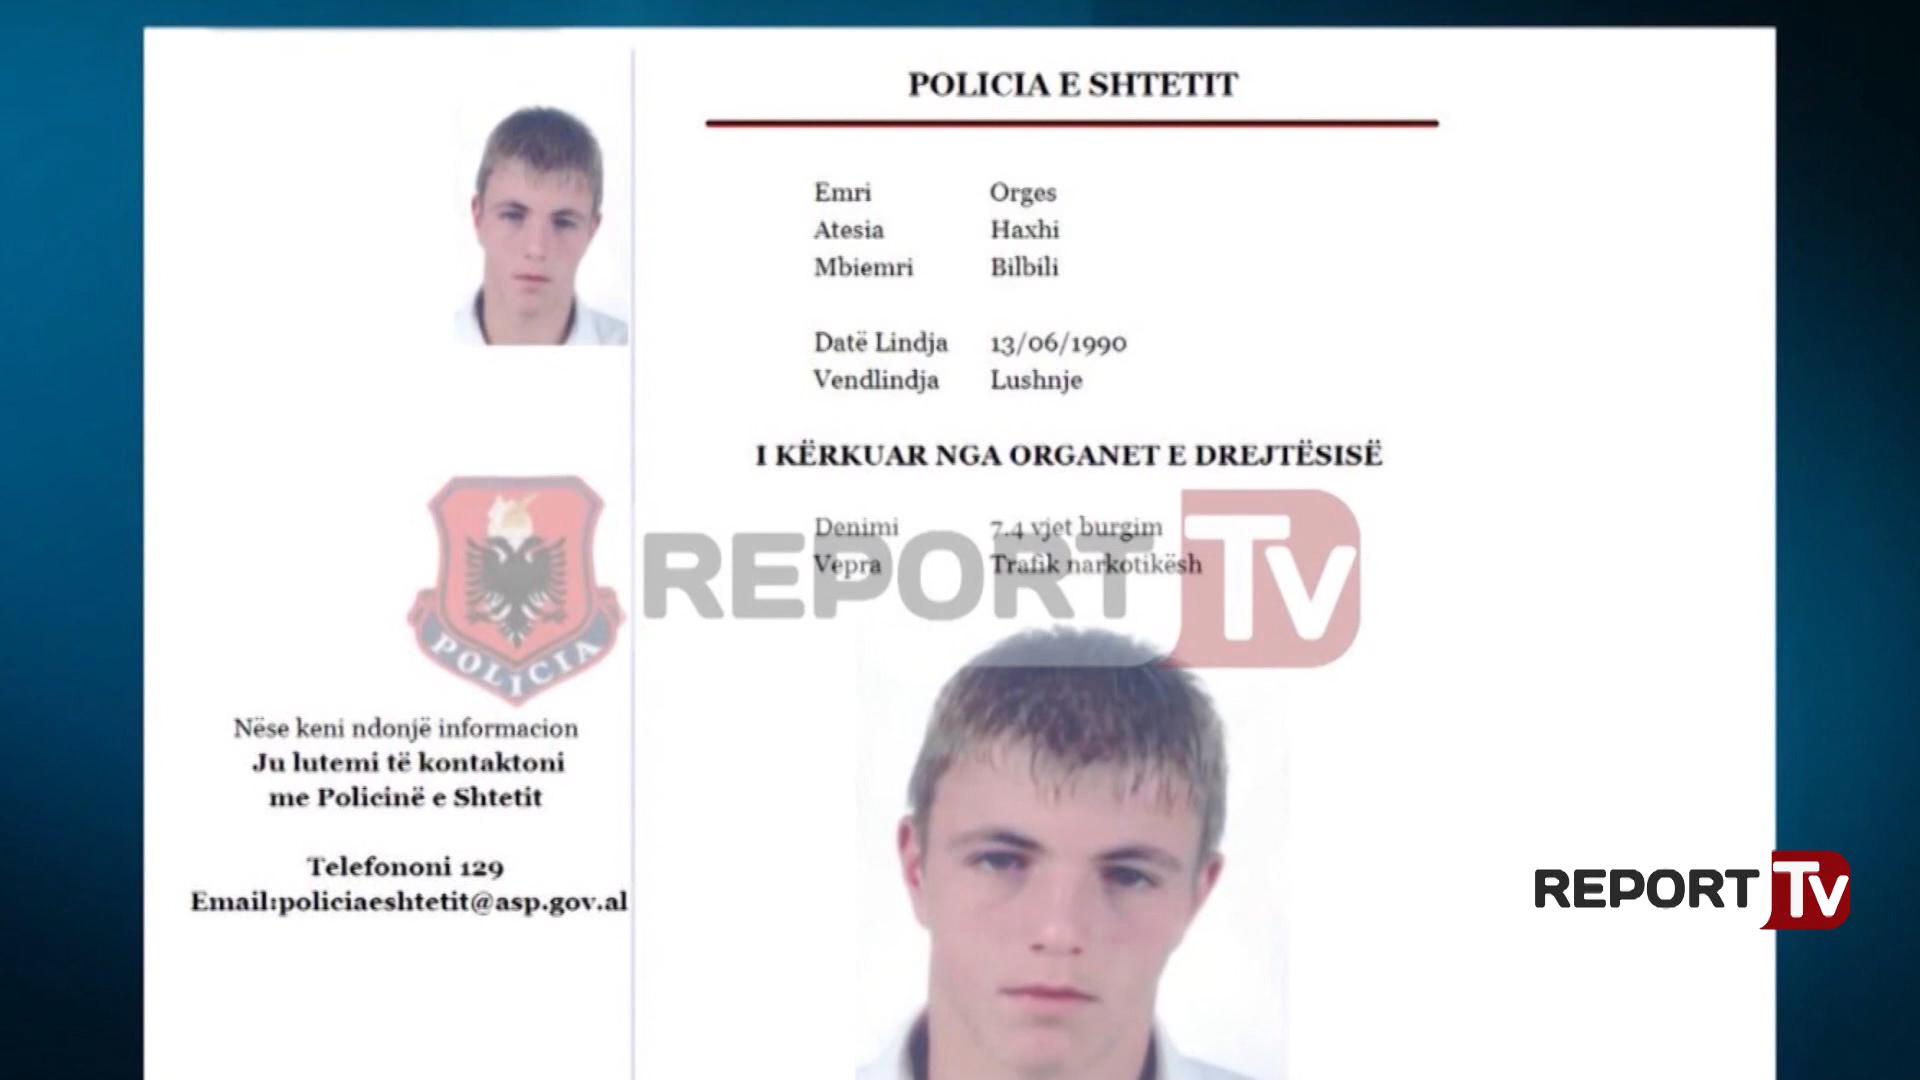 POLICIA E SHTETIT
Emri Orges
Atesia Haxhi
Mbiemri Bilbili
Datë Lindja 13/06/1990
Vendlindja Lushnje
I KËRKUAR NGA ORGANET E DREJTËSISË
Denimi 7.4 vjet burgim
Vepra Trafik narkotikësh
REPORT Tv
POLICIA
Nëse keni ndonjë informacion
Ju lutemi të kontaktoni
me Policinë e Shtetit
Telefononi 129
Email:policiaeshtetit@asp.gov.al
REPORT Tv